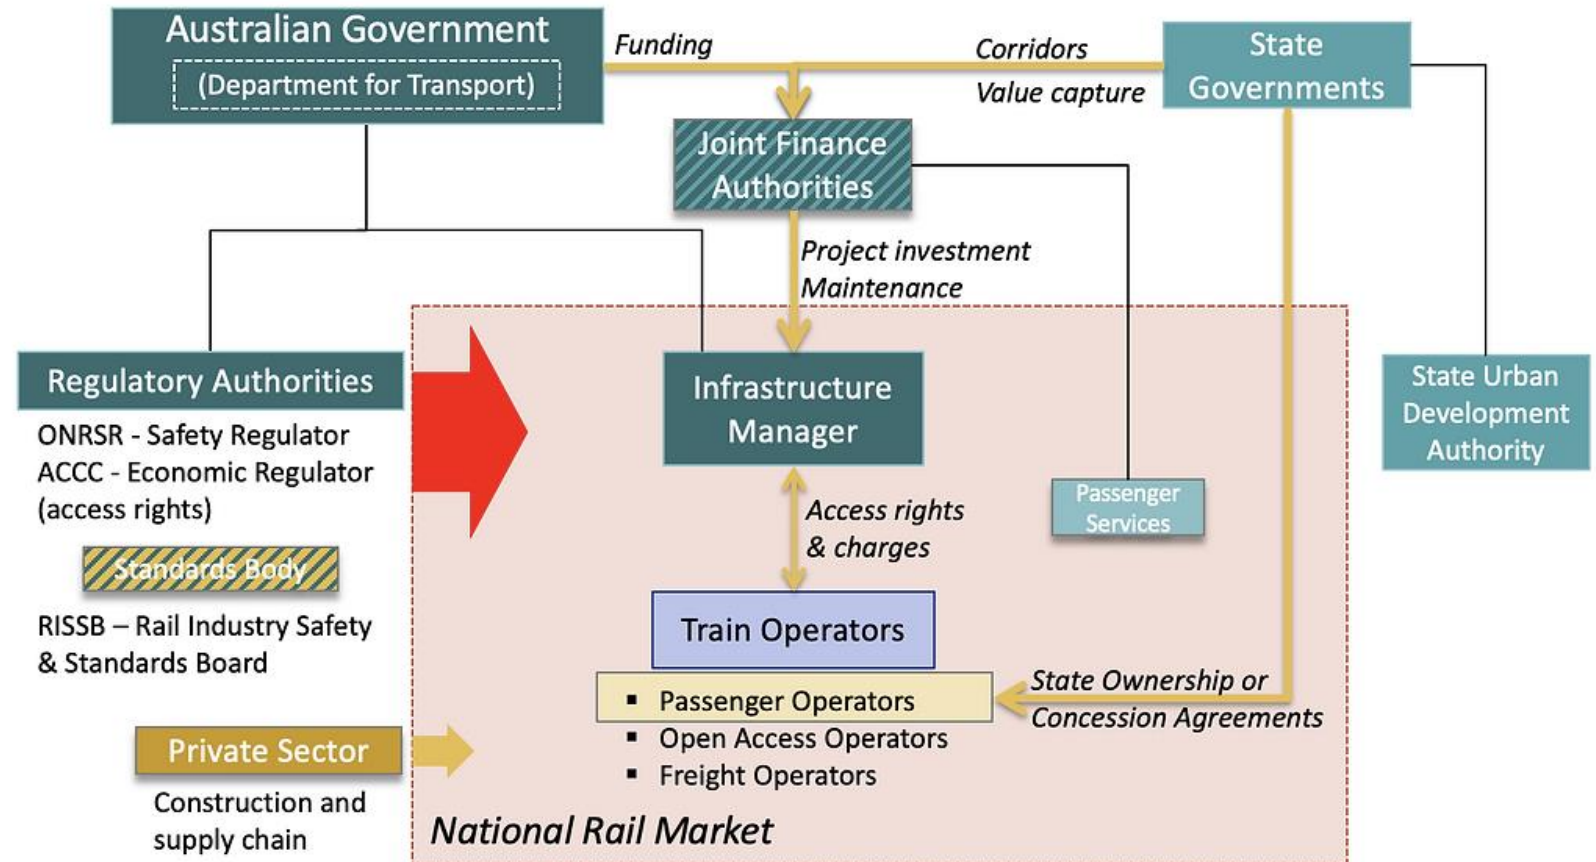 Australian Government
(Department for Transport)
Funding
Corridors
Value capture
State
Governments
Joint Finance
Authorities
Project investment
Maintenance
Regulatory Authorities
ONRSR - Safety Regulator
ACCC - Economic Regulator
(access rights)
Standards Body
RISSB – Rail Industry Safety
& Standards Board
Private Sector
Construction and
supply chain
Infrastructure
Manager
Access rights
& charges
Train Operators
▪ Passenger Operators
▪ Open Access Operators
▪ Freight Operators
National Rail Market
Passenger
Services
State Ownership or
Concession Agreements
State Urban
Development
Authority